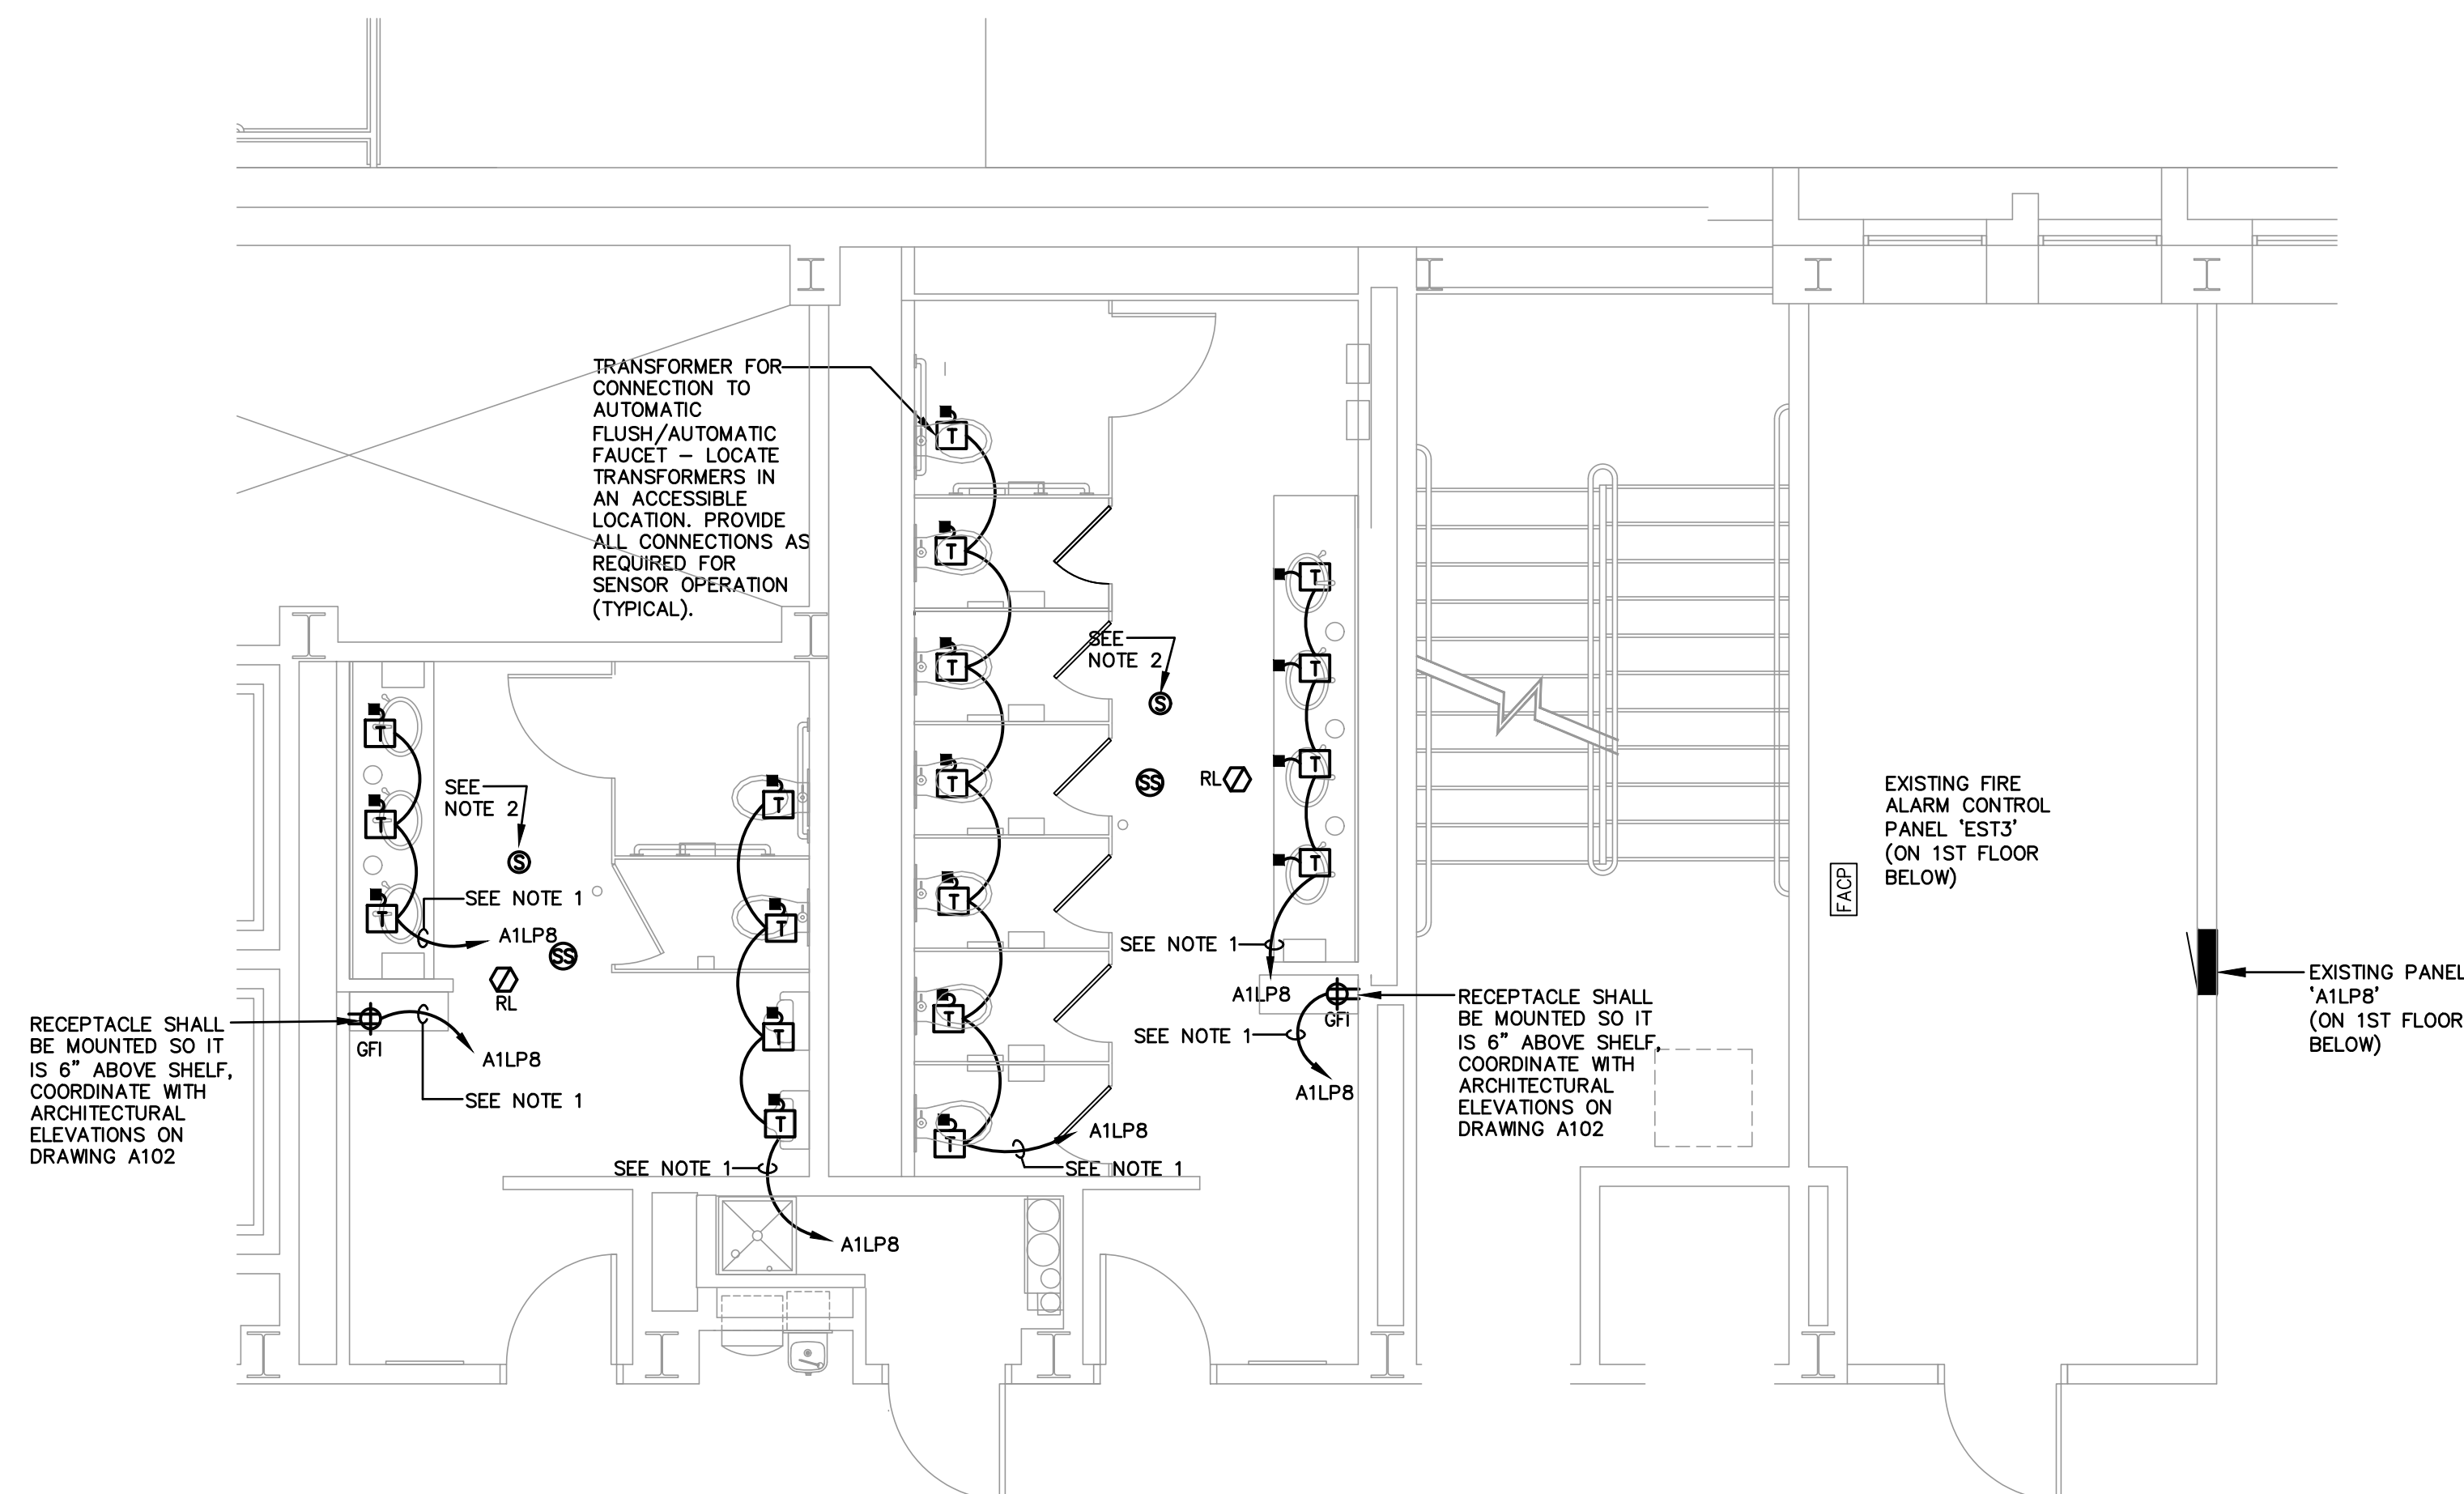 TRANSFORMER FOR
CONNECTION TO
AUTOMATIC
FLUSH/AUTOMATIC
FAUCET – LOCATE
TRANSFORMERS IN
AN ACCESSIBLE
LOCATION. PROVIDE
ALL CONNECTIONS AS
REQUIRED FOR
SENSOR OPERATION
(TYPICAL).
T
T
T
T
T
T
T
T
T
T
T
SEE
NOTE 2
S
SS
RL
SEE NOTE 1
A1LP8
GFI
SEE NOTE 1
A1LP8
A1LP8
SEE NOTE 1
RECEPTACLE SHALL
BE MOUNTED SO IT
IS 6" ABOVE SHELF,
COORDINATE WITH
ARCHITECTURAL
ELEVATIONS ON
DRAWING A102
T
T
T
SEE
NOTE 2
S
SEE NOTE 1
A1LP8
SS
RL
GFI
A1LP8
SEE NOTE 1
RECEPTACLE SHALL
BE MOUNTED SO IT
IS 6" ABOVE SHELF,
COORDINATE WITH
ARCHITECTURAL
ELEVATIONS ON
DRAWING A102
T
T
T
T
SEE NOTE 1
A1LP8
EXISTING FIRE
ALARM CONTROL
PANEL 'EST3'
(ON 1ST FLOOR
BELOW)
FACP
EXISTING PANEL
'A1LP8'
(ON 1ST FLOOR
BELOW)